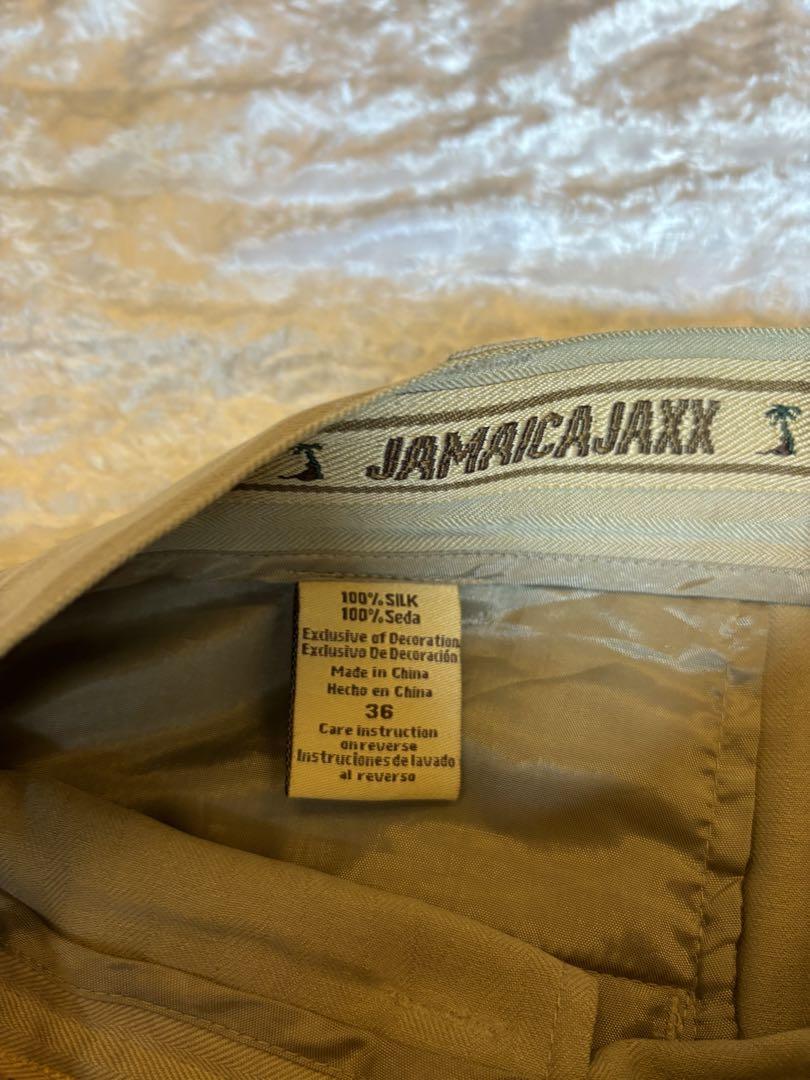 JAMAICAJAXX
100% SILK
100% Seda
Exclusive of Decoration
Exclusivo De Decoración
Made in China
Hecho en China
36
Care instruction
on reverse
Instruciones de lavado
al reverso